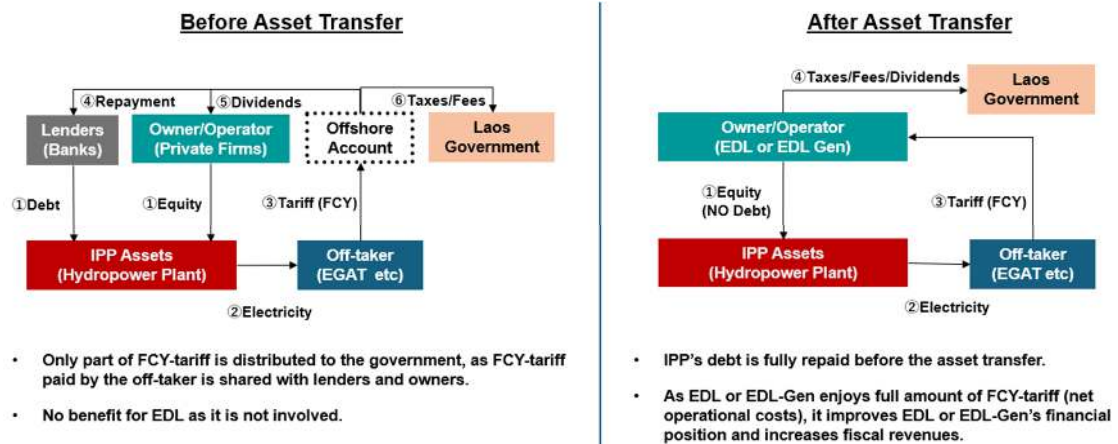 Before Asset Transfer
④Repayment
⑤Dividends
⑥Taxes/Fees
Lenders
(Banks)
Owner/Operator
(Private Firms)
Offshore
Account
Laos
Government
①Debt
①Equity
③Tariff (FCY)
IPP Assets
(Hydropower Plant)
Off-taker
(EGAT etc)
②Electricity
• Only part of FCY-tariff is distributed to the government, as FCY-tariff
paid by the off-taker is shared with lenders and owners.
• No benefit for EDL as it is not involved.
After Asset Transfer
④Taxes/Fees/Dividends
Laos
Government
Owner/Operator
(EDL or EDL Gen)
①Equity
(NO Debt)
③Tariff (FCY)
IPP Assets
(Hydropower Plant)
Off-taker
(EGAT etc)
②Electricity
• IPP's debt is fully repaid before the asset transfer.
• As EDL or EDL-Gen enjoys full amount of FCY-tariff (net
operational costs), it improves EDL or EDL-Gen's financial
position and increases fiscal revenues.